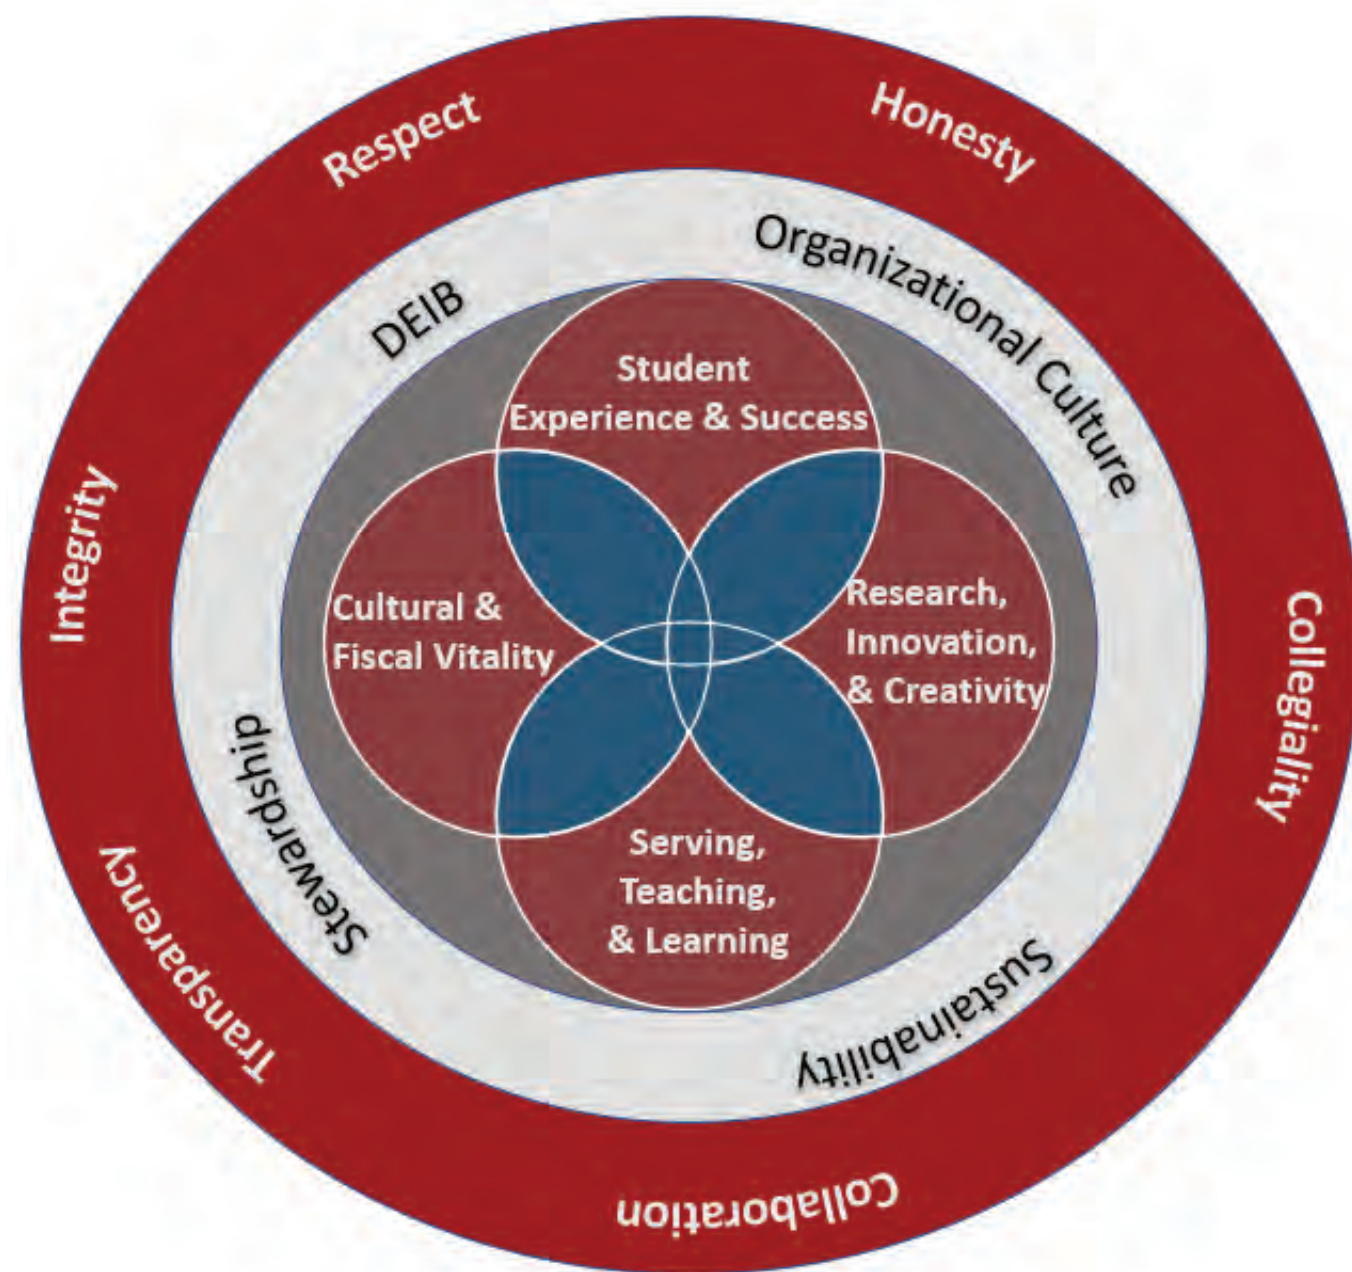 Respect
Honesty
Collegiality
Collaboration
Transparency
Integrity
DEIB
Organizational Culture
Sustainability
Stewardship
Student
Experience & Success
Cultural &
Fiscal Vitality
Research,
Innovation,
& Creativity
Serving,
Teaching,
& Learning